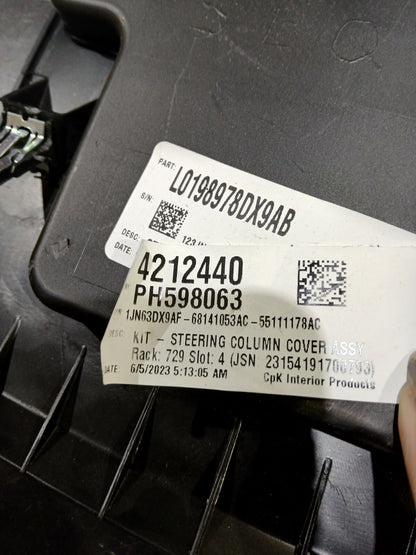 PART: L0198978DX9AB
S/N:
DESC:
DATE:
4212440
PH598063
1JN63DX9AF-68141053AC-55111178AC
DESC: KIT - STEERING COLUMN COVER ASSY
Rack: 729 Slot: 4 (JSN
DATE: 6/5/2023 5:13:05 AM
CpK Interior Products